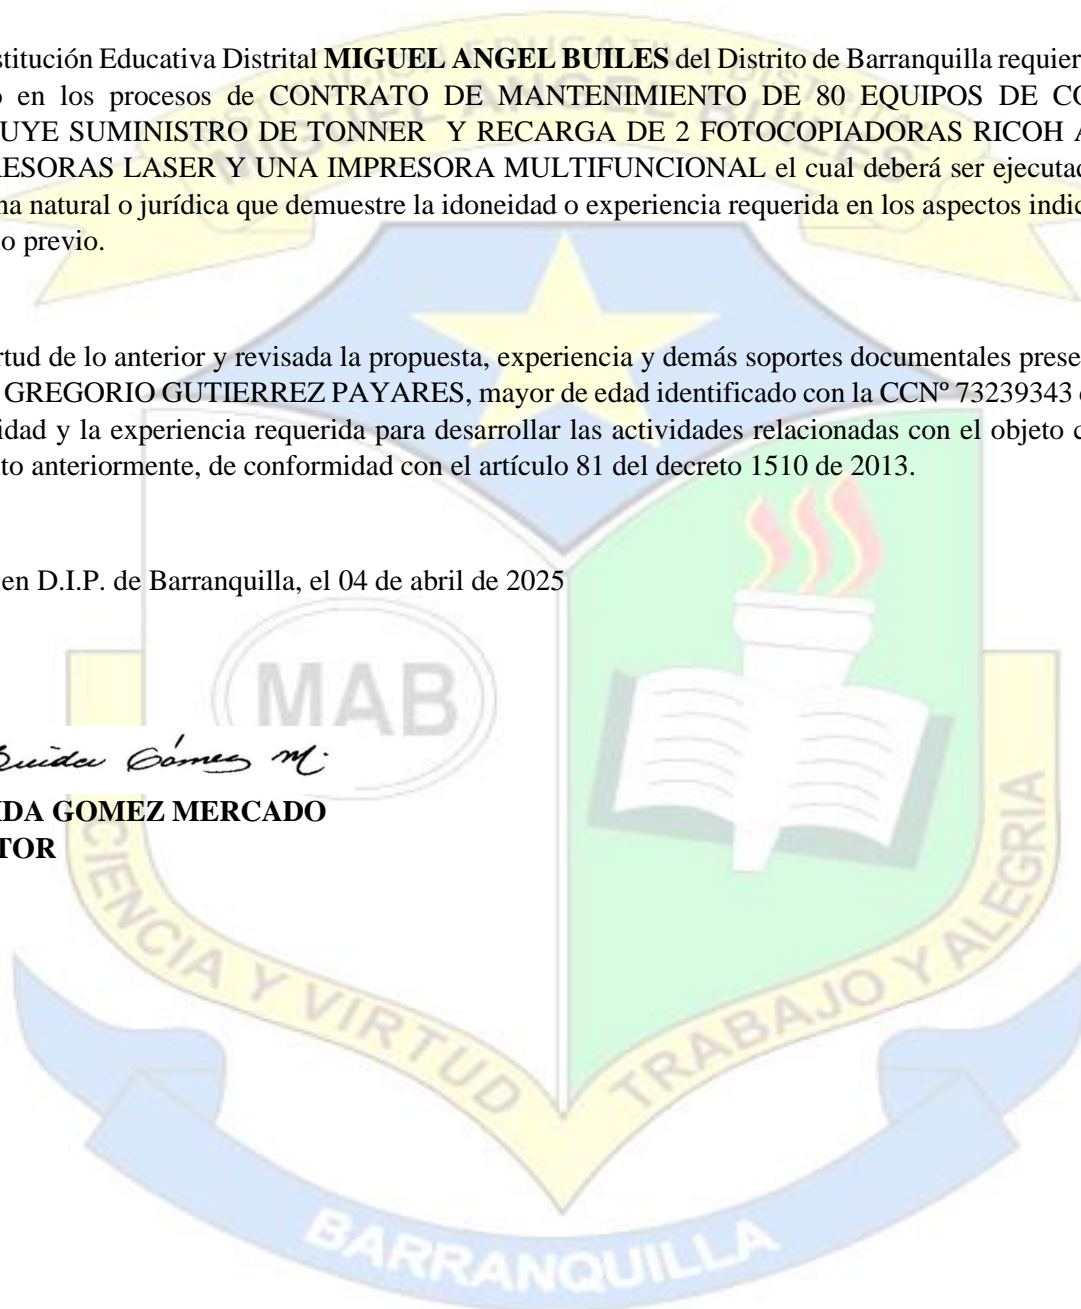 stitución Educativa Distrital MIGUEL ANGEL BUILES del Distrito de Barranquilla requier
o en los procesos de CONTRATO DE MANTENIMIENTO DE 80 EQUIPOS DE CO
UYE SUMINISTRO DE TONNER Y RECARGA DE 2 FOTOCOPIADORAS RICOH A
RESORAS LASER Y UNA IMPRESORA MULTIFUNCIONAL el cual deberá ser ejecutad
na natural o jurídica que demuestre la idoneidad o experiencia requerida en los aspectos indic
io previo.
rtud de lo anterior y revisada la propuesta, experiencia y demás soportes documentales prese
GREGORIO GUTIERREZ PAYARES, mayor de edad identificado con la CCNº 73239343
idad y la experiencia requerida para desarrollar las actividades relacionadas con el objeto c
to anteriormente, de conformidad con el artículo 81 del decreto 1510 de 2013.
en D.I.P. de Barranquilla, el 04 de abril de 2025
MAB
Gómez M.
IDA GOMEZ MERCADO
TOR
CIENCIA Y VIRTUD
TRABAJO Y ALEGRIA
BARRANQUILLA